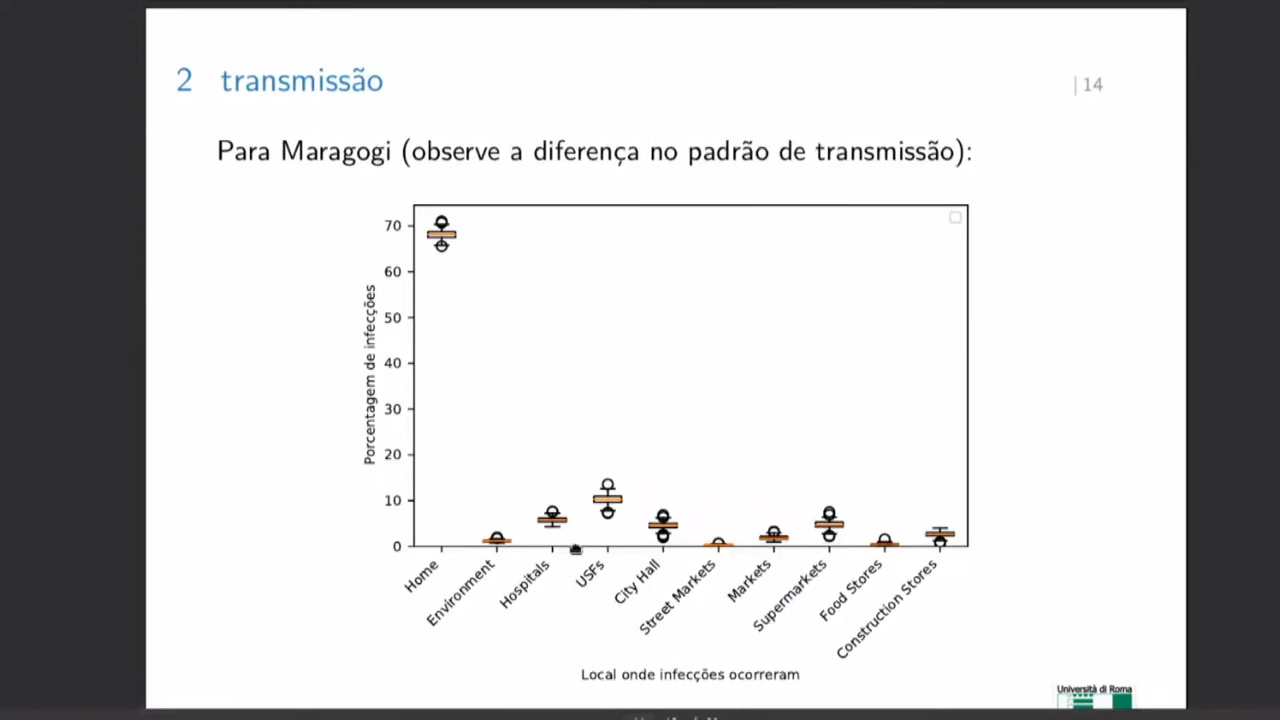 2 transmissão
| 14
Para Maragogi (observe a diferença no padrão de transmissão):
70
60
50
40
30
20
10
0
Porcentagem de infecções
Home
Environment
Hospitals
USFs
City Hall
Street Markets
Markets
Supermarkets
Food Stores
Construction Stores
Local onde infecções ocorreram
Università di Roma